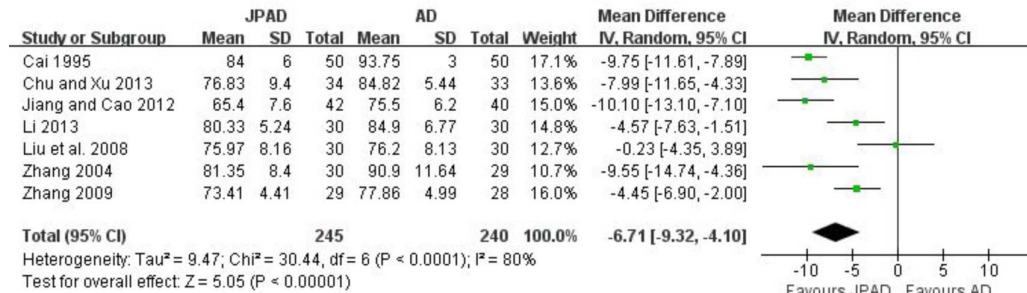 JPAD AD Mean Difference Mean Difference
Study or Subgroup Mean SD Total Mean SD Total Weight IV, Random, 95% CI IV, Random, 95% CI
Cai 1995 84 6 50 93.75 3 50 17.1% -9.75 [-11.61, -7.89]
Chu and Xu 2013 76.83 9.4 34 84.82 5.44 33 13.6% -7.99 [-11.65, -4.33]
Jiang and Cao 2012 65.4 7.6 42 75.5 6.2 40 15.0% -10.10 [-13.10, -7.10]
Li 2013 80.33 5.24 30 84.9 6.77 30 14.8% -4.57 [-7.63, -1.51]
Liu et al. 2008 75.97 8.16 30 76.2 8.13 30 12.7% -0.23 [-4.35, 3.89]
Zhang 2004 81.35 8.4 30 90.9 11.64 29 10.7% -9.55 [-14.74, -4.36]
Zhang 2009 73.41 4.41 29 77.86 4.99 28 16.0% -4.45 [-6.90, -2.00]
Total (95% CI) 245 240 100.0% -6.71 [-9.32, -4.10]
Heterogeneity: Tau² = 9.47; Chi² = 30.44, df = 6 (P < 0.0001); I² = 80%
Test for overall effect: Z = 5.05 (P < 0.00001)
-10 -5 0 5 10
Favours JPAD Favours AD